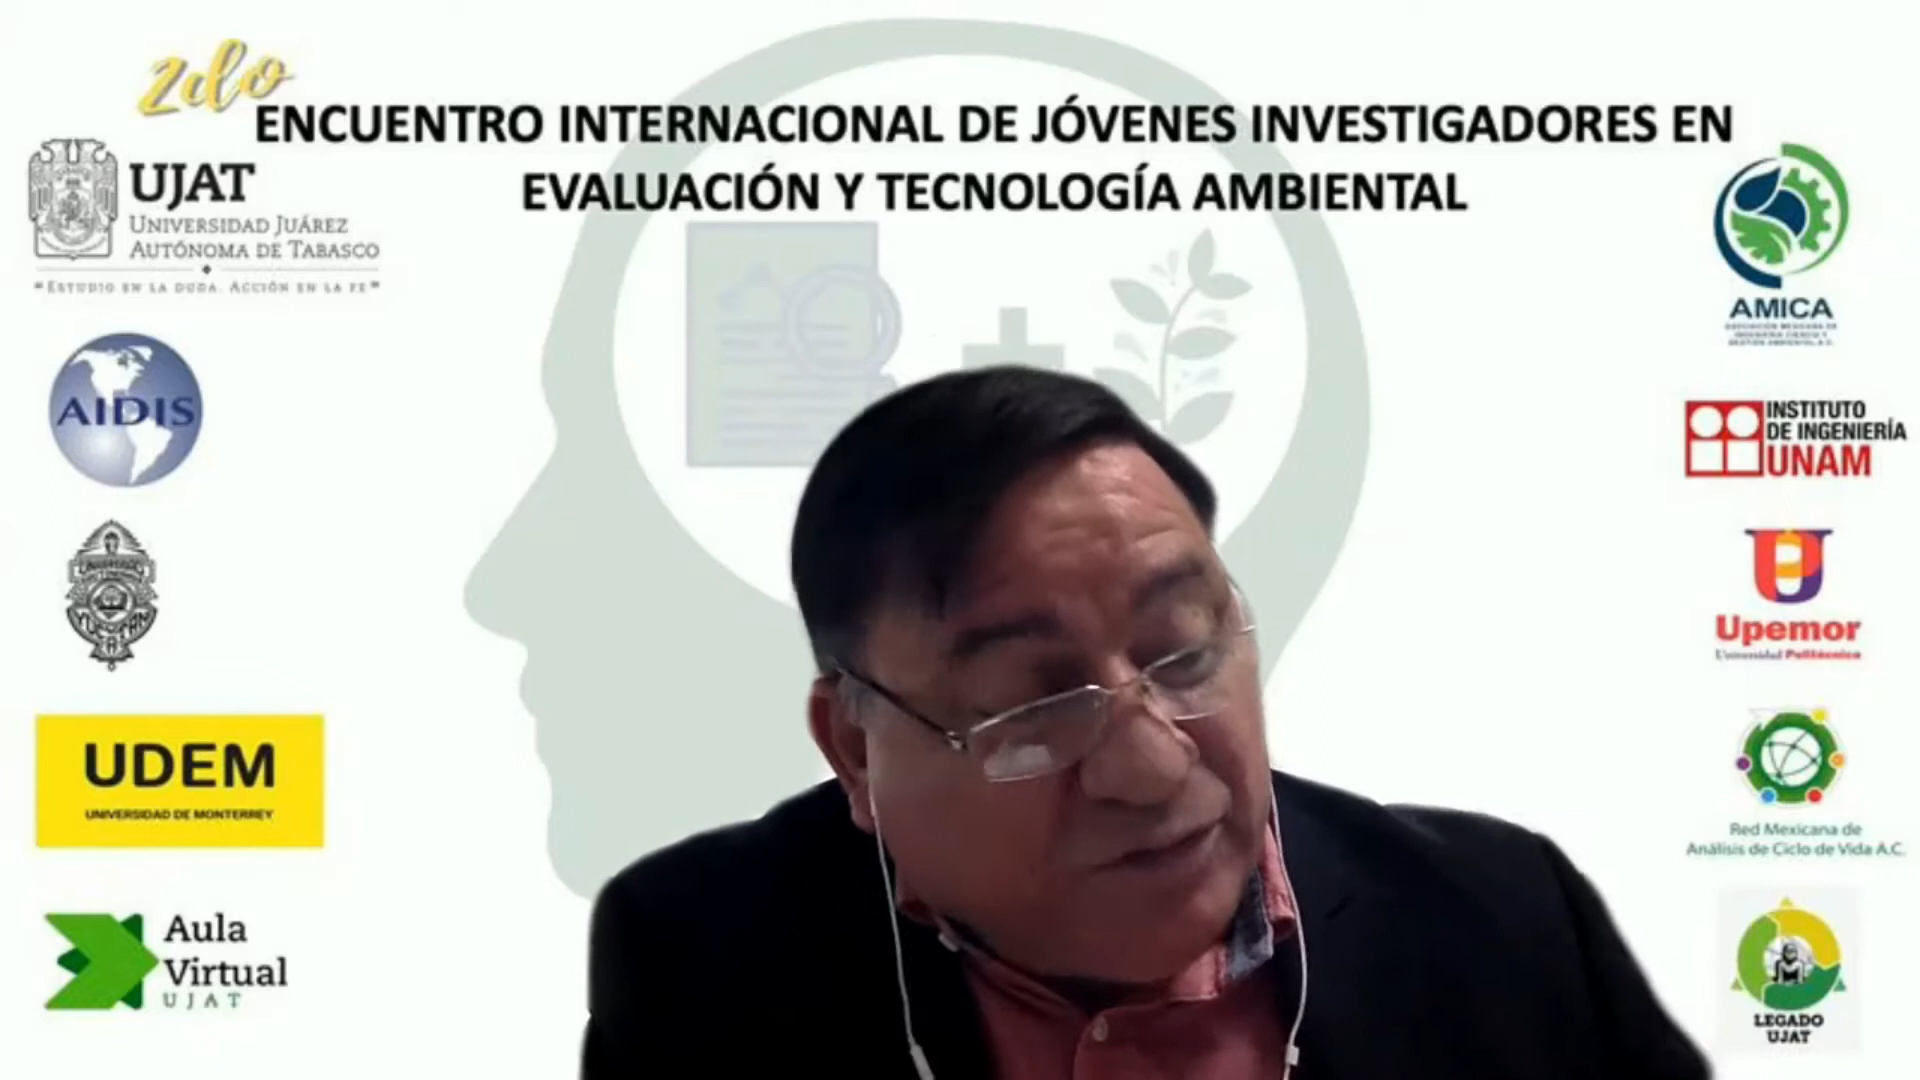 2do
ENCUENTRO INTERNACIONAL DE JÓVENES INVESTIGADORES EN
EVALUACIÓN Y TECNOLOGÍA AMBIENTAL
UJAT
UNIVERSIDAD JUÁREZ
AUTÓNOMA DE TABASCO
"ESTUDIO EN LA DUDA. ACCIÓN EN LA FE"
AIDIS
YUCATAN
UDEM
UNIVERSIDAD DE MONTERREY
Aula
Virtual
UJAT
AMICA
INSTITUTO
DE INGENIERÍA
UNAM
Upemor
Universidad Politécnica
Red Mexicana de
Análisis de Ciclo de Vida A.C.
LEGADO
UJAT